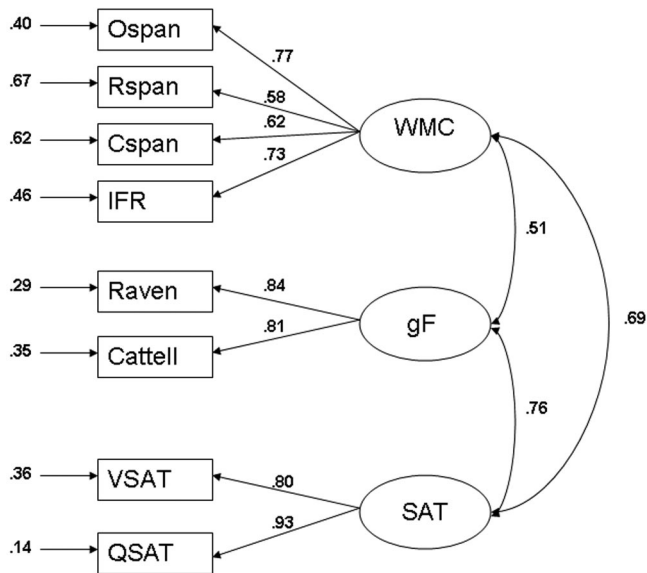 .40
Ospan
.77
.67
Rspan
.58
.62
Cspan
.62
WMC
.73
.46
IFR
.51
.29
Raven
.84
gF
.69
.81
.35
Cattell
.76
.36
VSAT
.80
SAT
.93
.14
QSAT